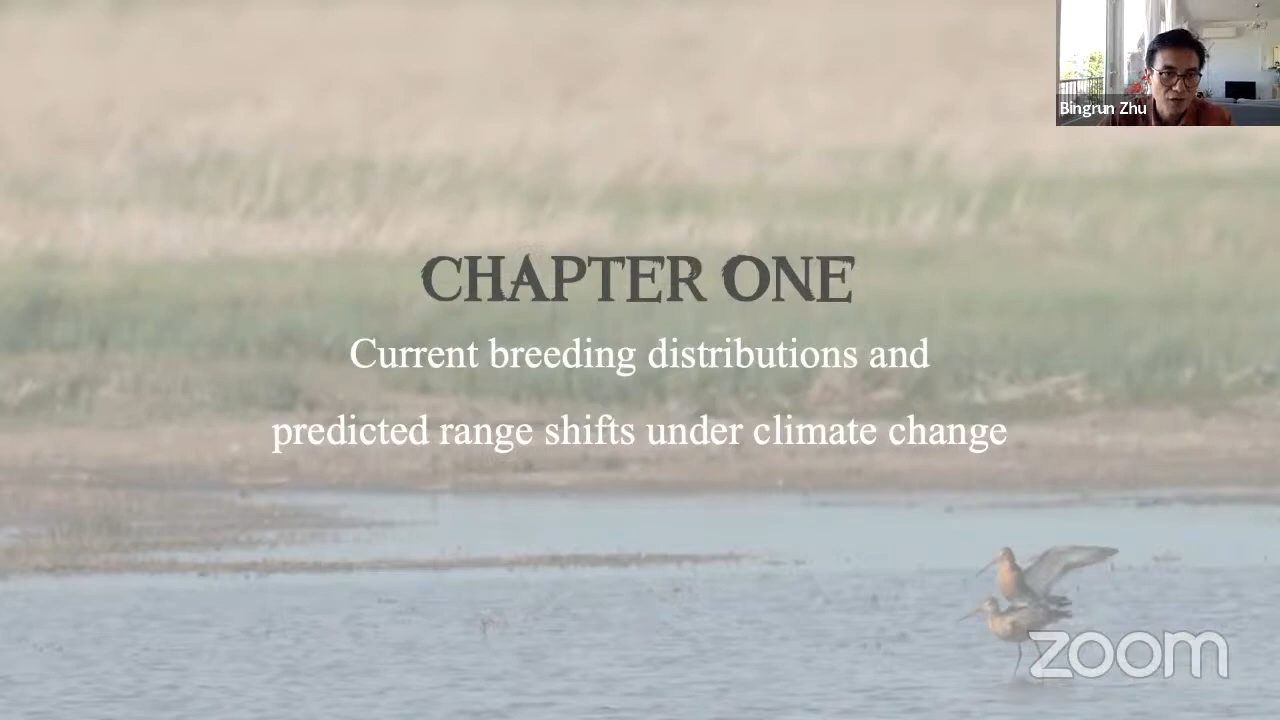 Bingrun Zhu
CHAPTER ONE
Current breeding distributions and
predicted range shifts under climate change
zoom